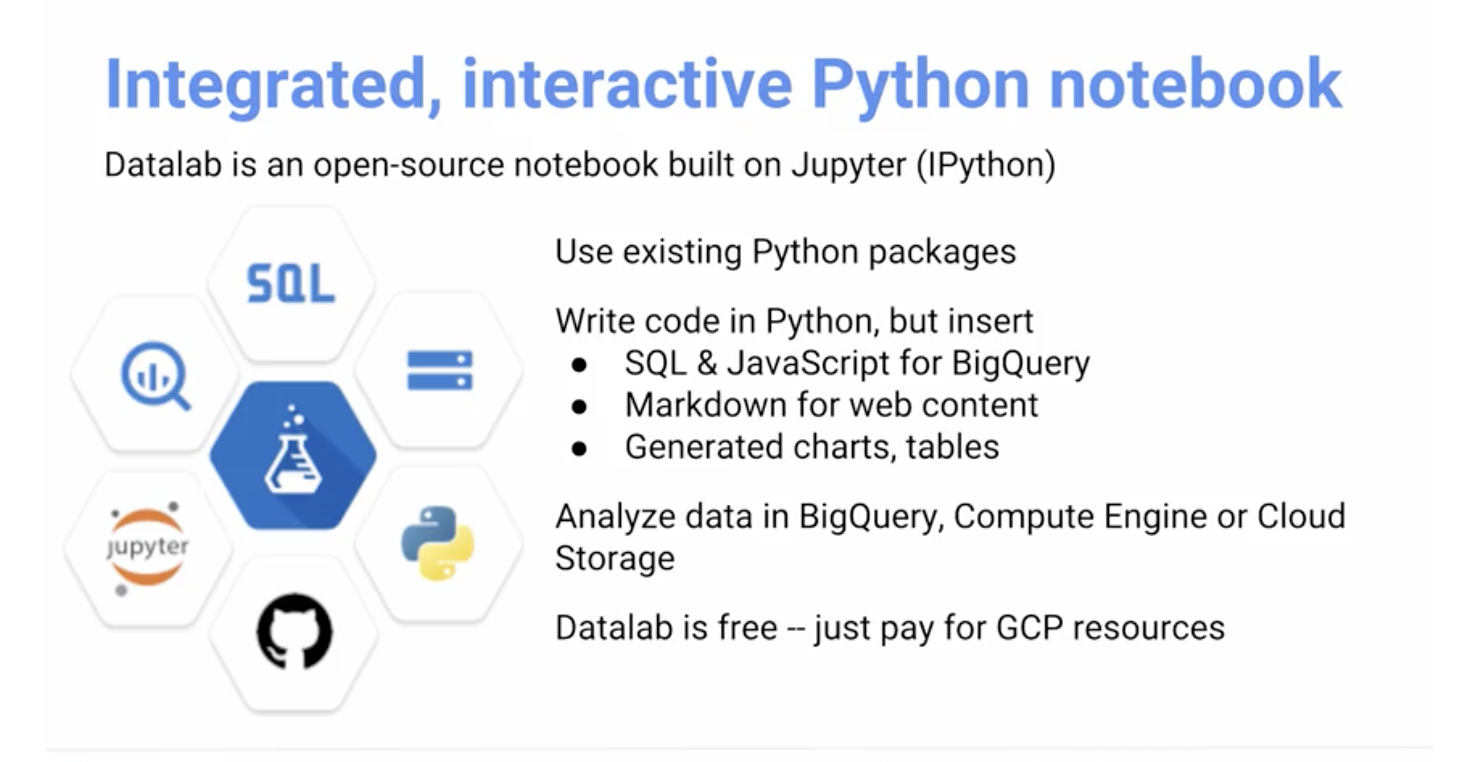 Integrated, interactive Python notebook
Datalab is an open-source notebook built on Jupyter (IPython)
SQL
Use existing Python packages
Write code in Python, but insert
● SQL & JavaScript for BigQuery
● Markdown for web content
● Generated charts, tables
jupyter
Analyze data in BigQuery, Compute Engine or Cloud
Storage
Datalab is free -- just pay for GCP resources